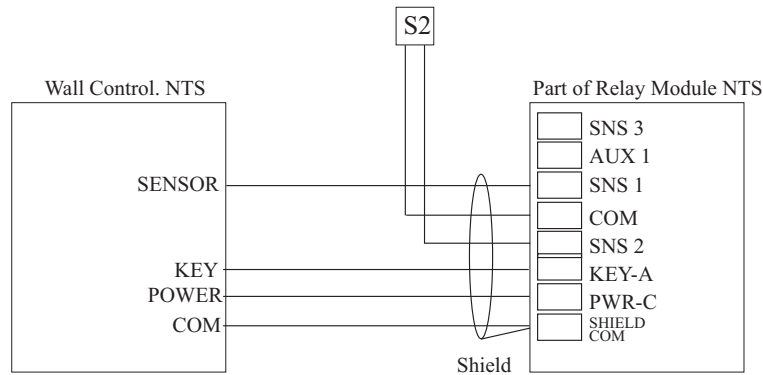 S2
Wall Control. NTS
SENSOR
KEY
POWER
COM
Part of Relay Module NTS
SNS 3
AUX 1
SNS 1
COM
SNS 2
KEY-A
PWR-C
SHIELD
COM
Shield